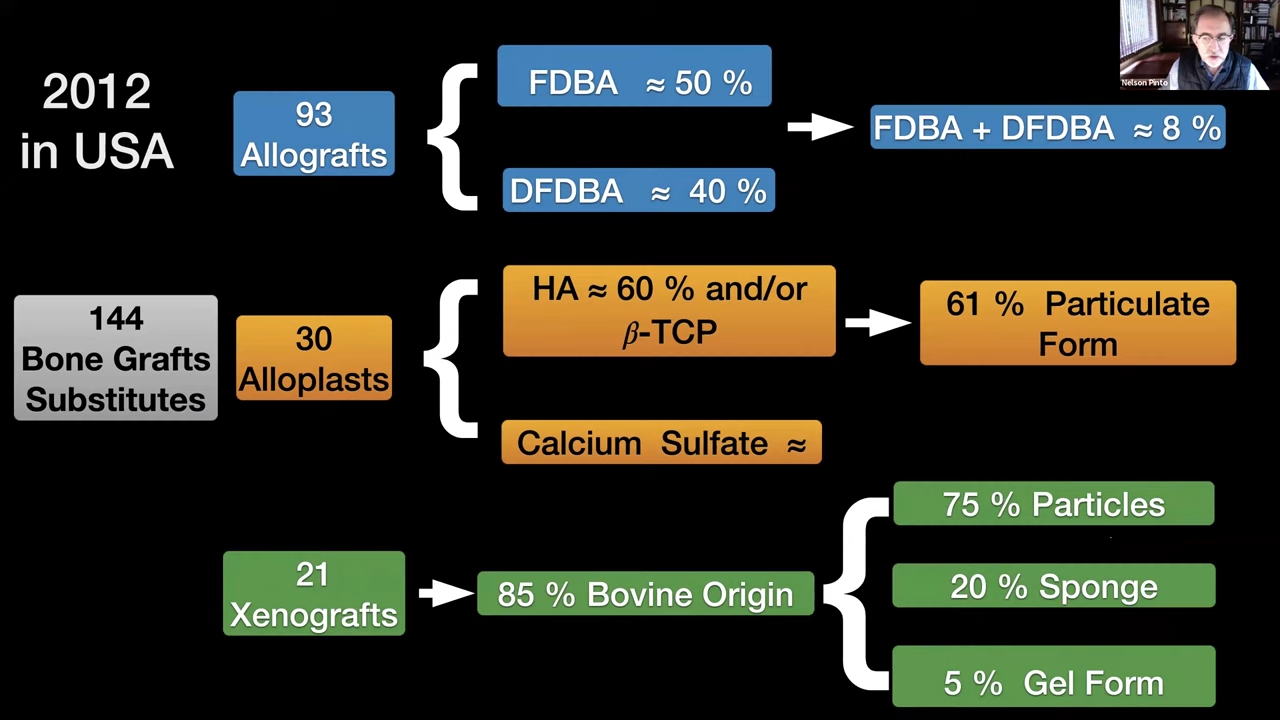 2012
in USA
93
Allografts
FDBA ≈ 50 %
DFDBA ≈ 40 %
FDBA + DFDBA ≈ 8 %
144
Bone Grafts
Substitutes
30
Alloplasts
HA ≈ 60 % and/or
β-TCP
61 % Particulate
Form
Calcium Sulfate ≈
21
Xenografts
85 % Bovine Origin
75 % Particles
20 % Sponge
5 % Gel Form
Nelson Pinto